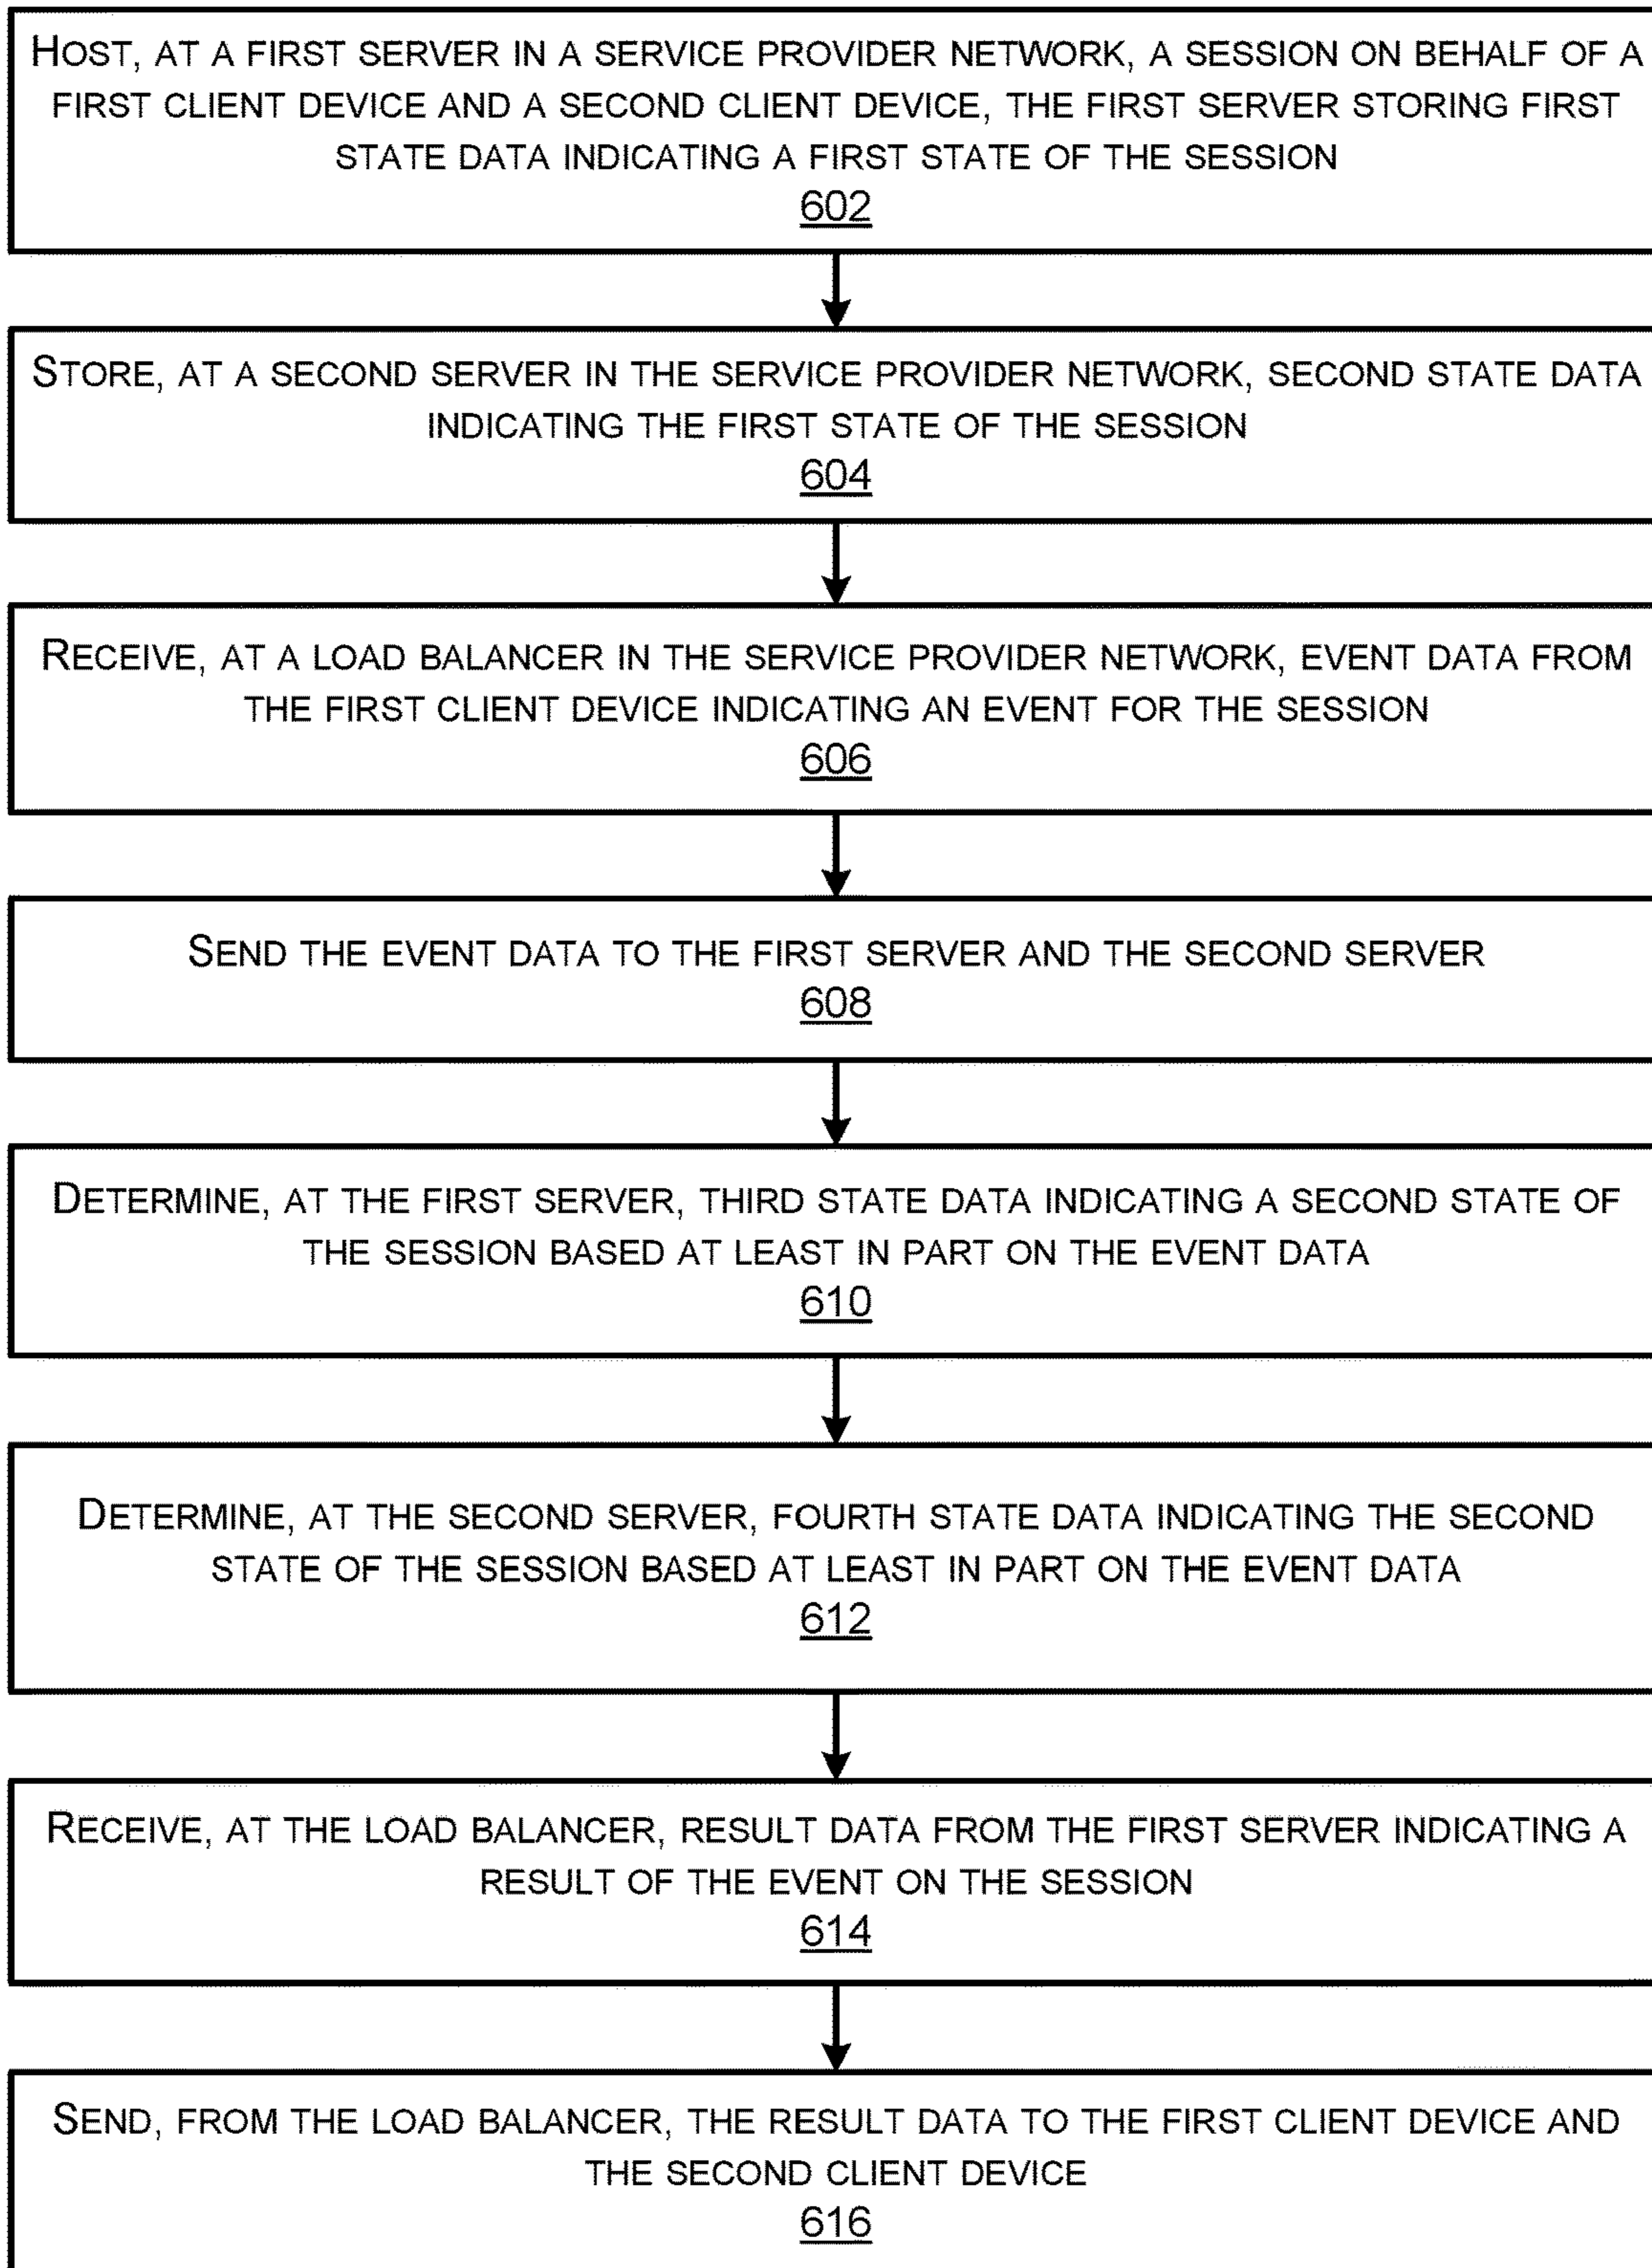 HOST, AT A FIRST SERVER IN A SERVICE PROVIDER NETWORK, A SESSION ON BEHALF OF A
FIRST CLIENT DEVICE AND A SECOND CLIENT DEVICE, THE FIRST SERVER STORING FIRST
STATE DATA INDICATING A FIRST STATE OF THE SESSION
602
STORE, AT A SECOND SERVER IN THE SERVICE PROVIDER NETWORK, SECOND STATE DATA
INDICATING THE FIRST STATE OF THE SESSION
604
RECEIVE, AT A LOAD BALANCER IN THE SERVICE PROVIDER NETWORK, EVENT DATA FROM
THE FIRST CLIENT DEVICE INDICATING AN EVENT FOR THE SESSION
606
SEND THE EVENT DATA TO THE FIRST SERVER AND THE SECOND SERVER
608
DETERMINE, AT THE FIRST SERVER, THIRD STATE DATA INDICATING A SECOND STATE OF
THE SESSION BASED AT LEAST IN PART ON THE EVENT DATA
610
DETERMINE, AT THE SECOND SERVER, FOURTH STATE DATA INDICATING THE SECOND
STATE OF THE SESSION BASED AT LEAST IN PART ON THE EVENT DATA
612
RECEIVE, AT THE LOAD BALANCER, RESULT DATA FROM THE FIRST SERVER INDICATING A
RESULT OF THE EVENT ON THE SESSION
614
SEND, FROM THE LOAD BALANCER, THE RESULT DATA TO THE FIRST CLIENT DEVICE AND
THE SECOND CLIENT DEVICE
616